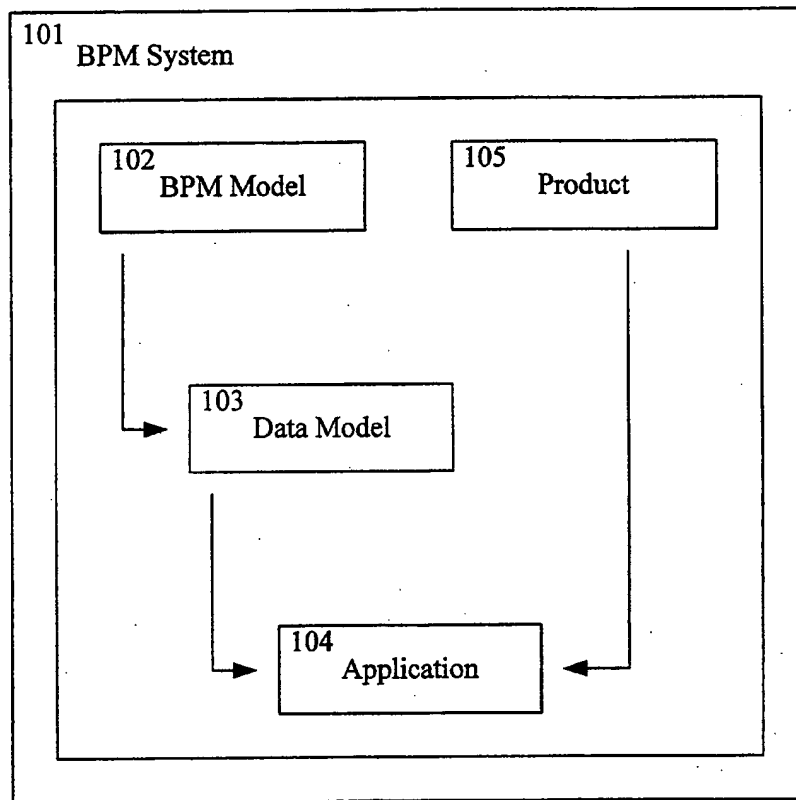 101
BPM System
102
BPM Model
105
Product
103
Data Model
104
Application